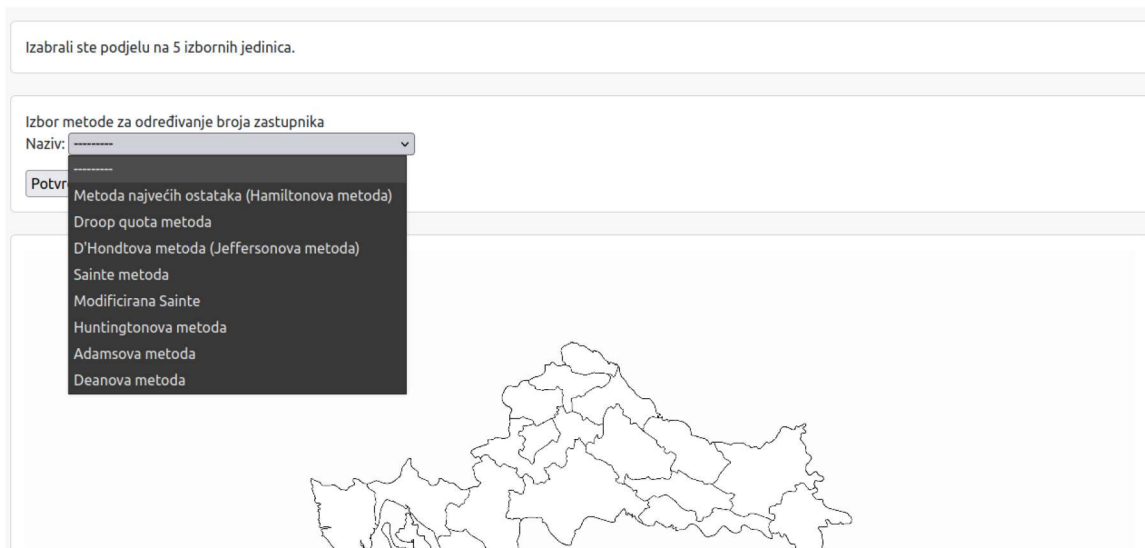 Izabrali ste podjelu na 5 izbornih jedinica.
Izbor metode za određivanje broja zastupnika
Naziv: ---------
---------
Potvr
Metoda najvećih ostataka (Hamiltonova metoda)
Droop quota metoda
D'Hondtova metoda (Jeffersonova metoda)
Sainte metoda
Modificirana Sainte
Huntingtonova metoda
Adamsova metoda
Deanova metoda